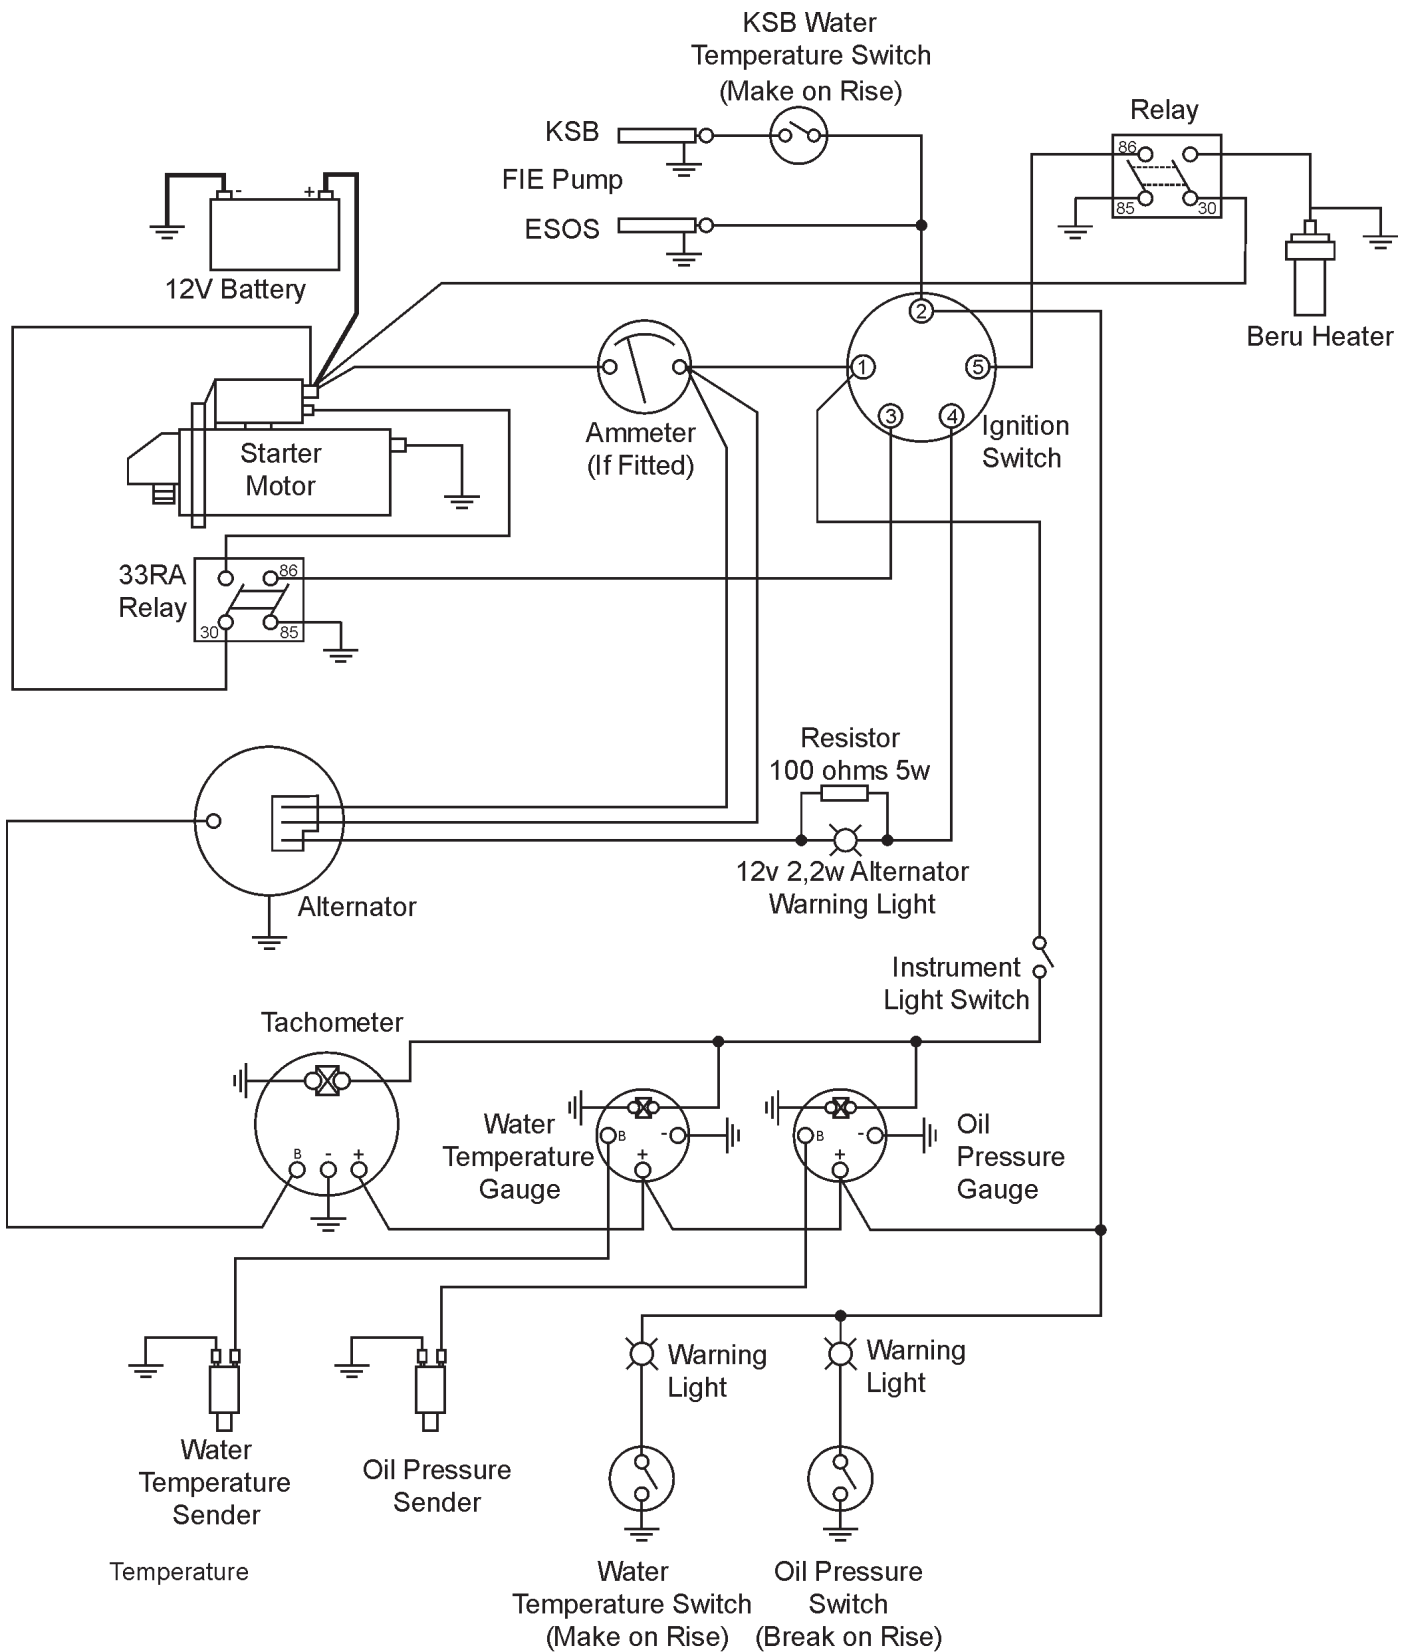 KSB Water
Temperature Switch
(Make on Rise)
Relay
KSB
86
FIE Pump
85
30
ESOS
- +
12V Battery
2
Beru Heater
1
5
3
4
Ignition
Switch
Ammeter
(If Fitted)
Starter
Motor
33RA
Relay
86
30
85
Resistor
100 ohms 5w
12v 2,2w Alternator
Warning Light
Alternator
Instrument
Light Switch
Tachometer
B - +
Water
Temperature
Gauge
B
-
+
B
-
+
Oil
Pressure
Gauge
Warning
Light
Warning
Light
Water
Temperature
Sender
Oil Pressure
Sender
Temperature
Water
Temperature Switch
(Make on Rise)
Oil Pressure
Switch
(Break on Rise)